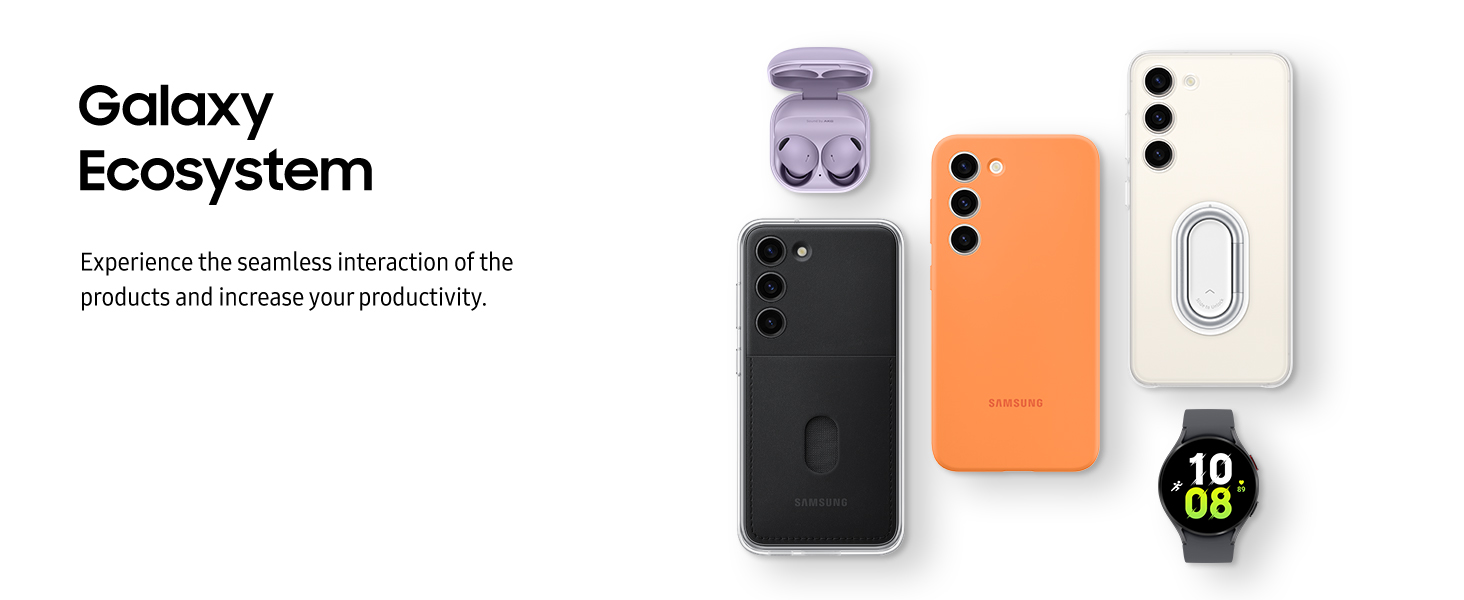 Galaxy
Ecosystem
Experience the seamless interaction of the
products and increase your productivity.
SAMSUNG
SAMSUNG
10
08
89